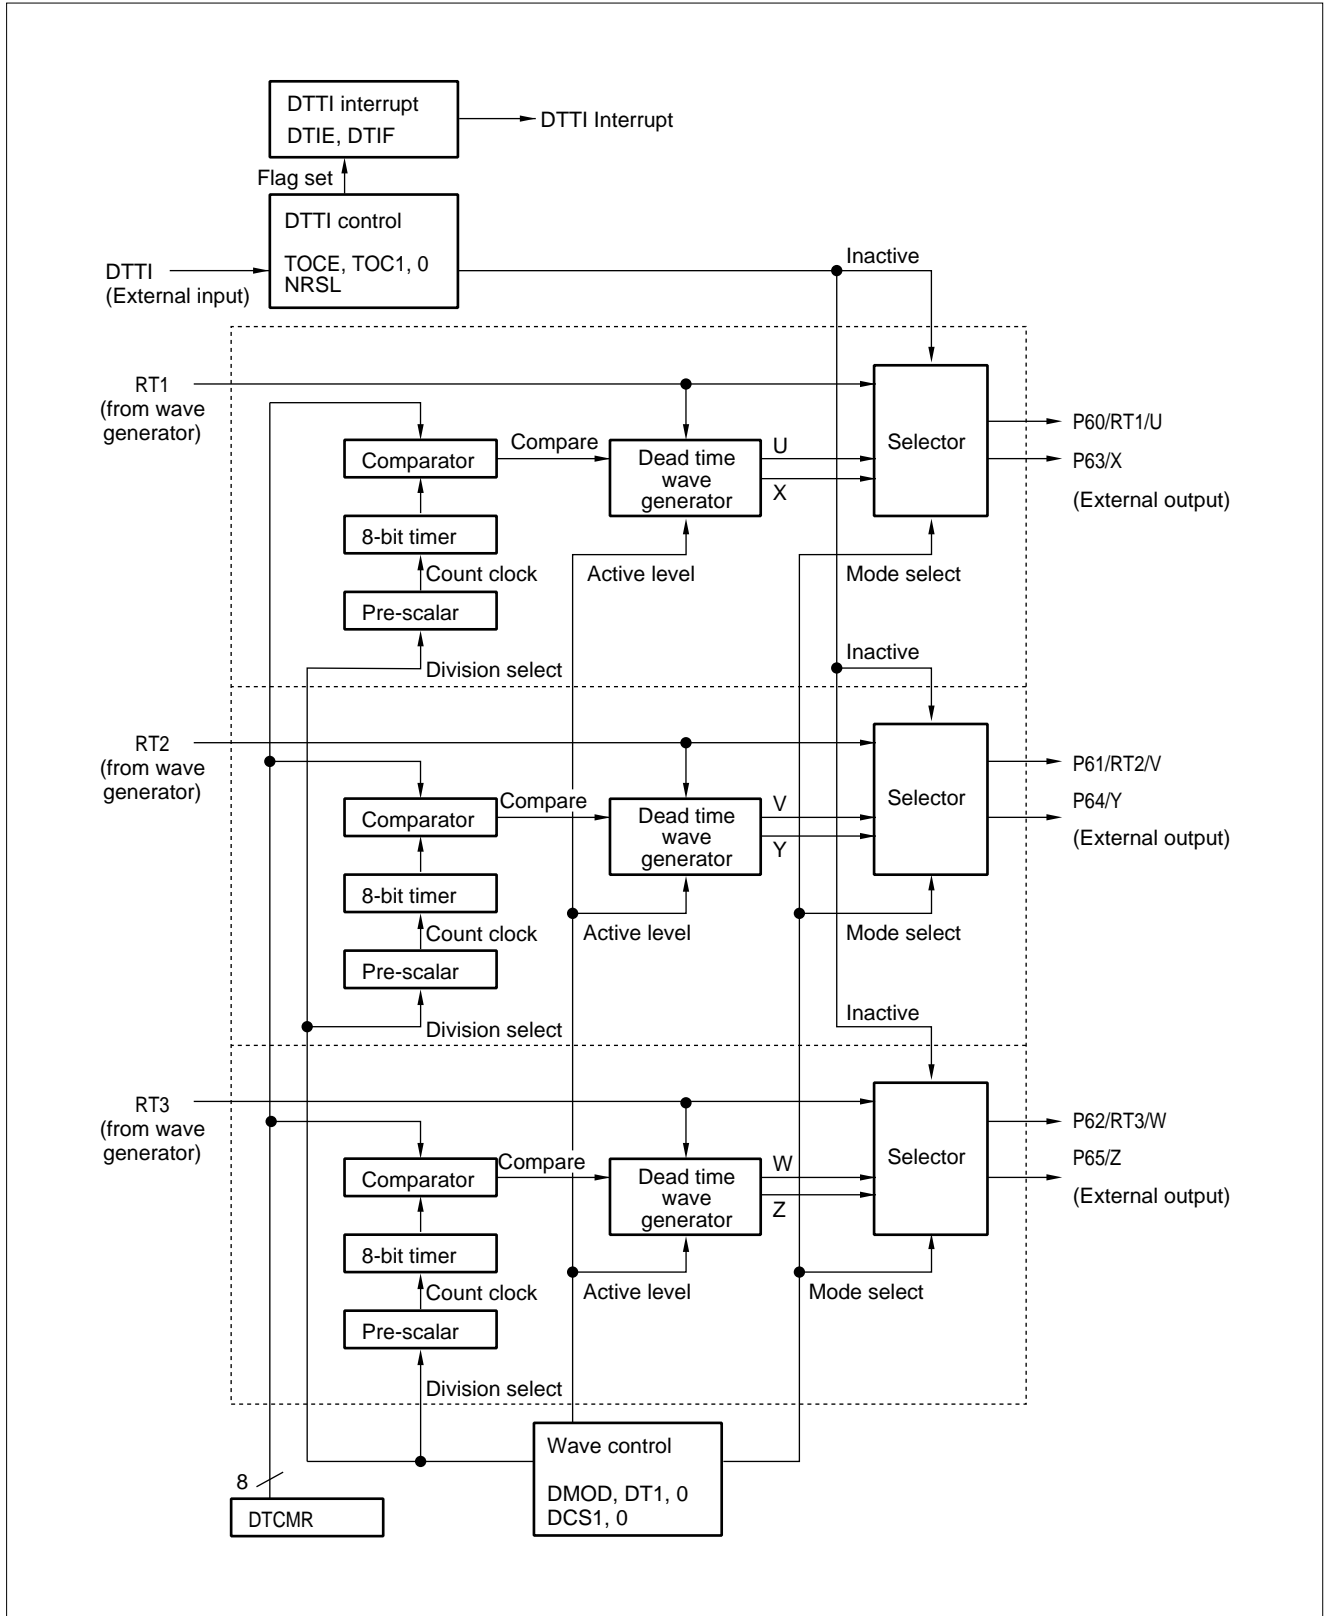 DTTI interrupt
DTIE, DTIF
DTTI Interrupt
Flag set
DTTI control
TOCE, TOC1, 0
NRSL
DTTI
(External input)
Inactive
RT1
(from wave
generator)
Comparator
Compare
Dead time
wave
generator
U
X
Selector
P60/RT1/U
P63/X
(External output)
8-bit timer
Count clock
Active level
Mode select
Pre-scalar
Division select
Inactive
RT2
(from wave
generator)
Comparator
Compare
Dead time
wave
generator
V
Y
Selector
P61/RT2/V
P64/Y
(External output)
8-bit timer
Count clock
Active level
Mode select
Pre-scalar
Division select
Inactive
RT3
(from wave
generator)
Comparator
Compare
Dead time
wave
generator
W
Z
Selector
P62/RT3/W
P65/Z
(External output)
8-bit timer
Count clock
Active level
Mode select
Pre-scalar
Division select
Wave control
DMOD, DT1, 0
DCS1, 0
8
DTCMR